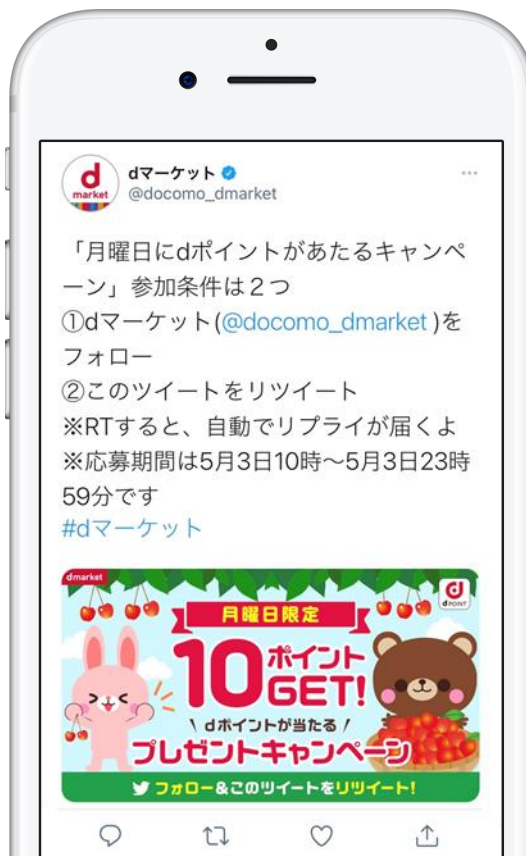 d
market
dマーケット
@docomo_dmarket
「月曜日にdポイントがあたるキャンペ
ーン」参加条件は２つ
①dマーケット(@docomo_dmarket )を
フォロー
②このツイートをリツイート
※RTすると、自動でリプライが届くよ
※応募期間は5月3日10時〜5月3日23時
59分です
#dマーケット
dmarket
d
dPOINT
月曜日限定
10ポイント
GET!
\ dポイントが当たる /
プレゼントキャンペーン
フォロー&このツイートをリツイート!